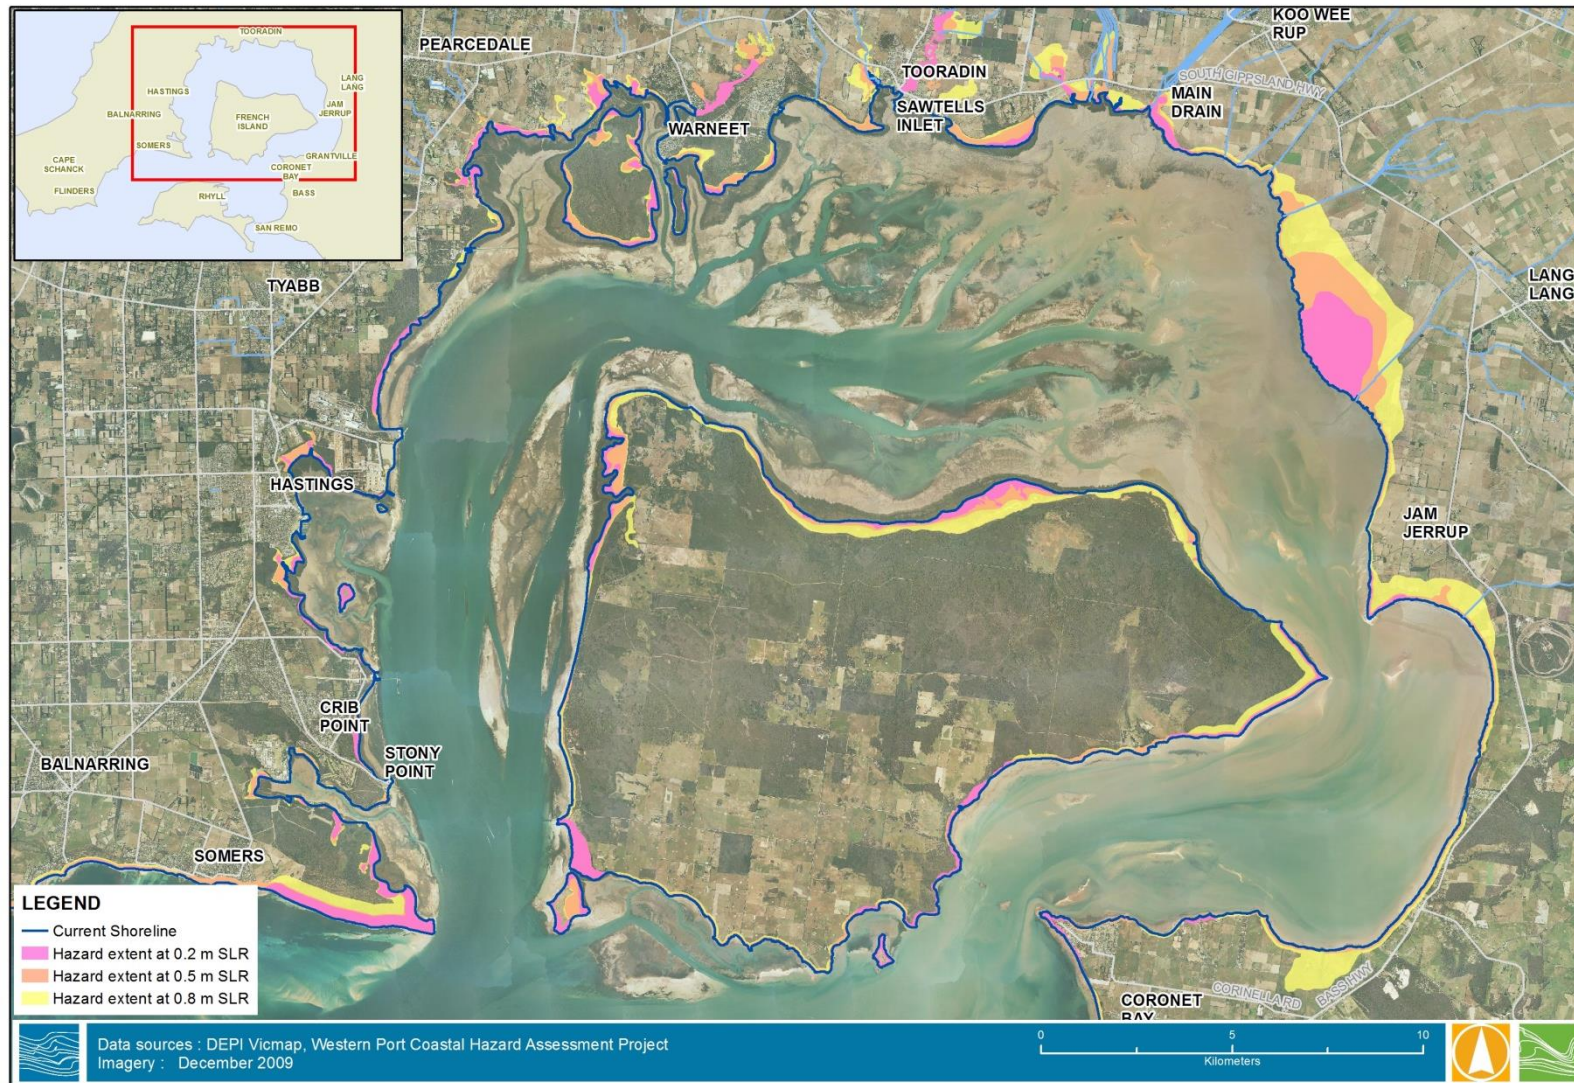 TOORADIN
LANG
LANG
HASTINGS
JAM
JERRUP
BALNARRING
FRENCH
ISLAND
SOMERS
GRANTVILLE
CAPE
SCHANCK
CORONET
BAY
FLINDERS
RHYLL
BASS
SAN REMO
PEARCEDALE
KOO WEE
RUP
TOORADIN
SOUTH GIPPSLAND HWY
MAIN
DRAIN
SAWTELLS
INLET
WARNEET
TYABB
LANG
LANG
HASTINGS
JAM
JERRUP
CRIB
POINT
STONY
POINT
BALNARRING
SOMERS
CORINELLA RD
BASS HWY
CORONET
BAY
LEGEND
Current Shoreline
Hazard extent at 0.2 m SLR
Hazard extent at 0.5 m SLR
Hazard extent at 0.8 m SLR
Data sources : DEPI Vicmap, Western Port Coastal Hazard Assessment Project
Imagery : December 2009
0 5 10
Kilometers